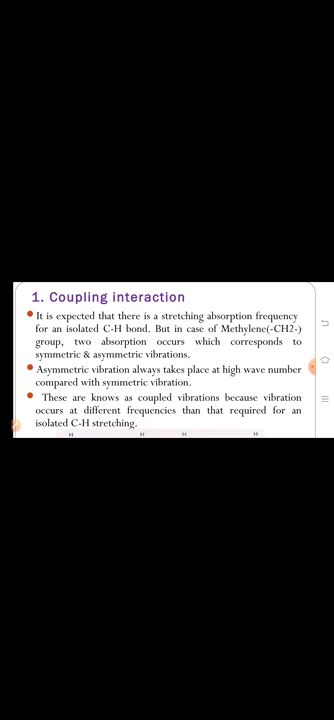 1. Coupling interaction
It is expected that there is a stretching absorption frequency
for an isolated C-H bond. But in case of Methylene(-CH2-)
group, two absorption occurs which corresponds to
symmetric & asymmetric vibrations.
Asymmetric vibration always takes place at high wave number
compared with symmetric vibration.
These are knows as coupled vibrations because vibration
occurs at different frequencies than that required for an
isolated C-H stretching.
H H H H